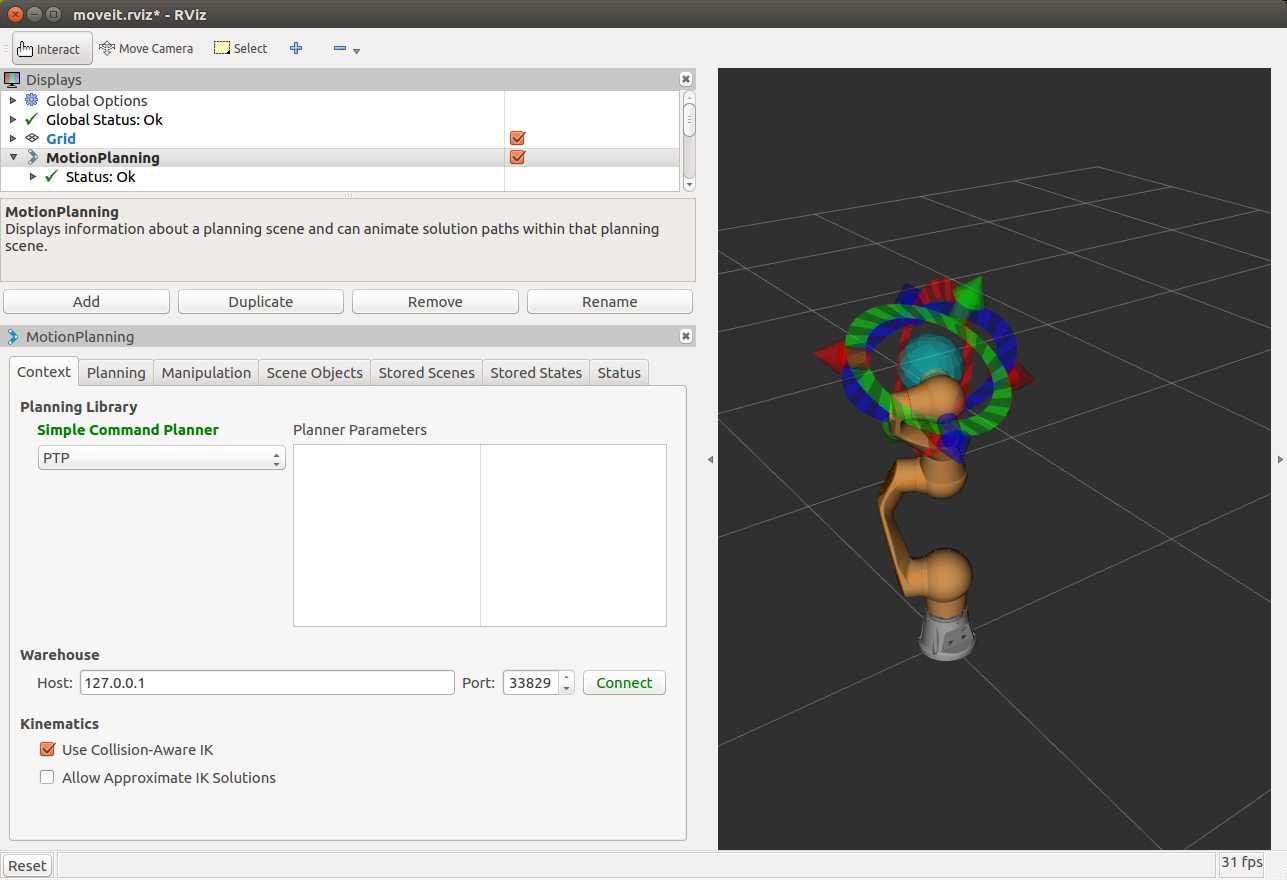 moveit.rviz* - RViz
Interact Move Camera Select
Displays
Global Options
Global Status: Ok
Grid
MotionPlanning
Status: Ok
MotionPlanning
Displays information about a planning scene and can animate solution paths within that planning
scene.
Add Duplicate Remove Rename
MotionPlanning
Context Planning Manipulation Scene Objects Stored Scenes Stored States Status
Planning Library
Simple Command Planner Planner Parameters
PTP
Warehouse
Host: 127.0.0.1 Port: 33829 Connect
Kinematics
Use Collision-Aware IK
Allow Approximate IK Solutions
Reset 31 fps